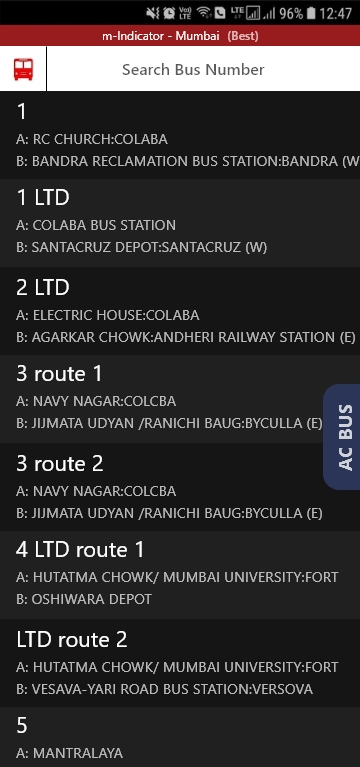 Vo)) LTE LTE 96% 12:47
m-Indicator - Mumbai (Best)
Search Bus Number
1
A: RC CHURCH:COLABA
B: BANDRA RECLAMATION BUS STATION:BANDRA (W
1 LTD
A: COLABA BUS STATION
B: SANTACRUZ DEPOT:SANTACRUZ (W)
2 LTD
A: ELECTRIC HOUSE:COLABA
B: AGARKAR CHOWK:ANDHERI RAILWAY STATION (E)
3 route 1
A: NAVY NAGAR:COLCBA
B: JIJMATA UDYAN /RANICHI BAUG:BYCULLA (E)
AC BUS
3 route 2
A: NAVY NAGAR:COLCBA
B: JIJMATA UDYAN /RANICHI BAUG:BYCULLA (E)
4 LTD route 1
A: HUTATMA CHOWK/ MUMBAI UNIVERSITY:FORT
B: OSHIWARA DEPOT
LTD route 2
A: HUTATMA CHOWK/ MUMBAI UNIVERSITY:FORT
B: VESAVA-YARI ROAD BUS STATION:VERSOVA
5
A: MANTRALAYA